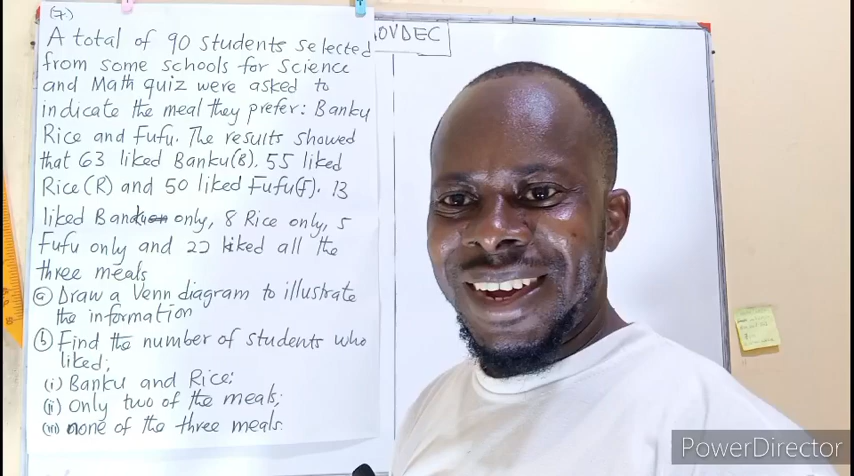 (7)
A total of 90 students selected
from some schools for Science
and Math quiz were asked to
indicate the meal they prefer: Banku
Rice and Fufu. The results showed
that 63 liked Banku(B). 55 liked
Rice(R) and 50 liked Fufu(F). 13
liked Banku only, 8 Rice only, 5
Fufu only and 22 liked all the
three meals
(a) Draw a Venn diagram to illustrate
the information
(b) Find the number of students who
liked;
(i) Banku and Rice;
(ii) Only two of the meals;
(iii) none of the three meals.
NOVDEC
PowerDirector